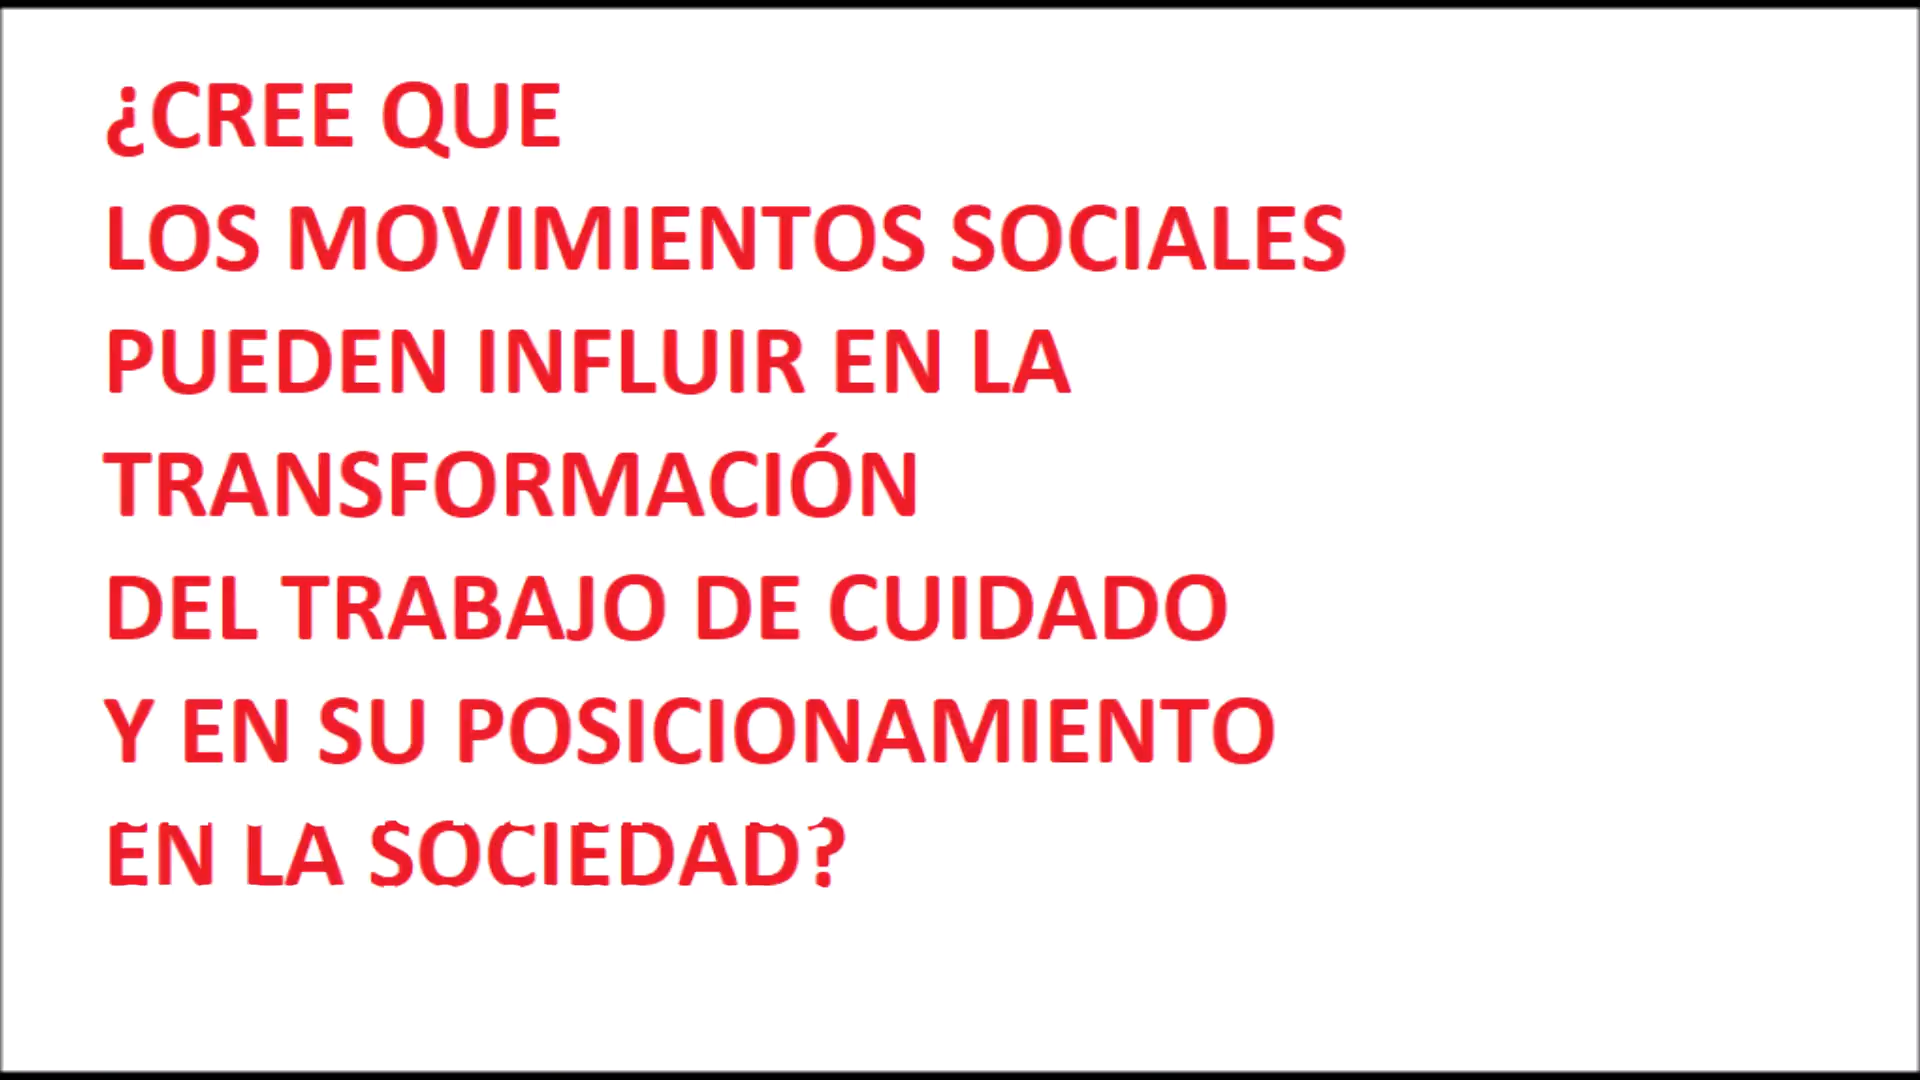 ¿CREE QUE
LOS MOVIMIENTOS SOCIALES
PUEDEN INFLUIR EN LA
TRANSFORMACIÓN
DEL TRABAJO DE CUIDADO
Y EN SU POSICIONAMIENTO
EN LA SOCIEDAD?